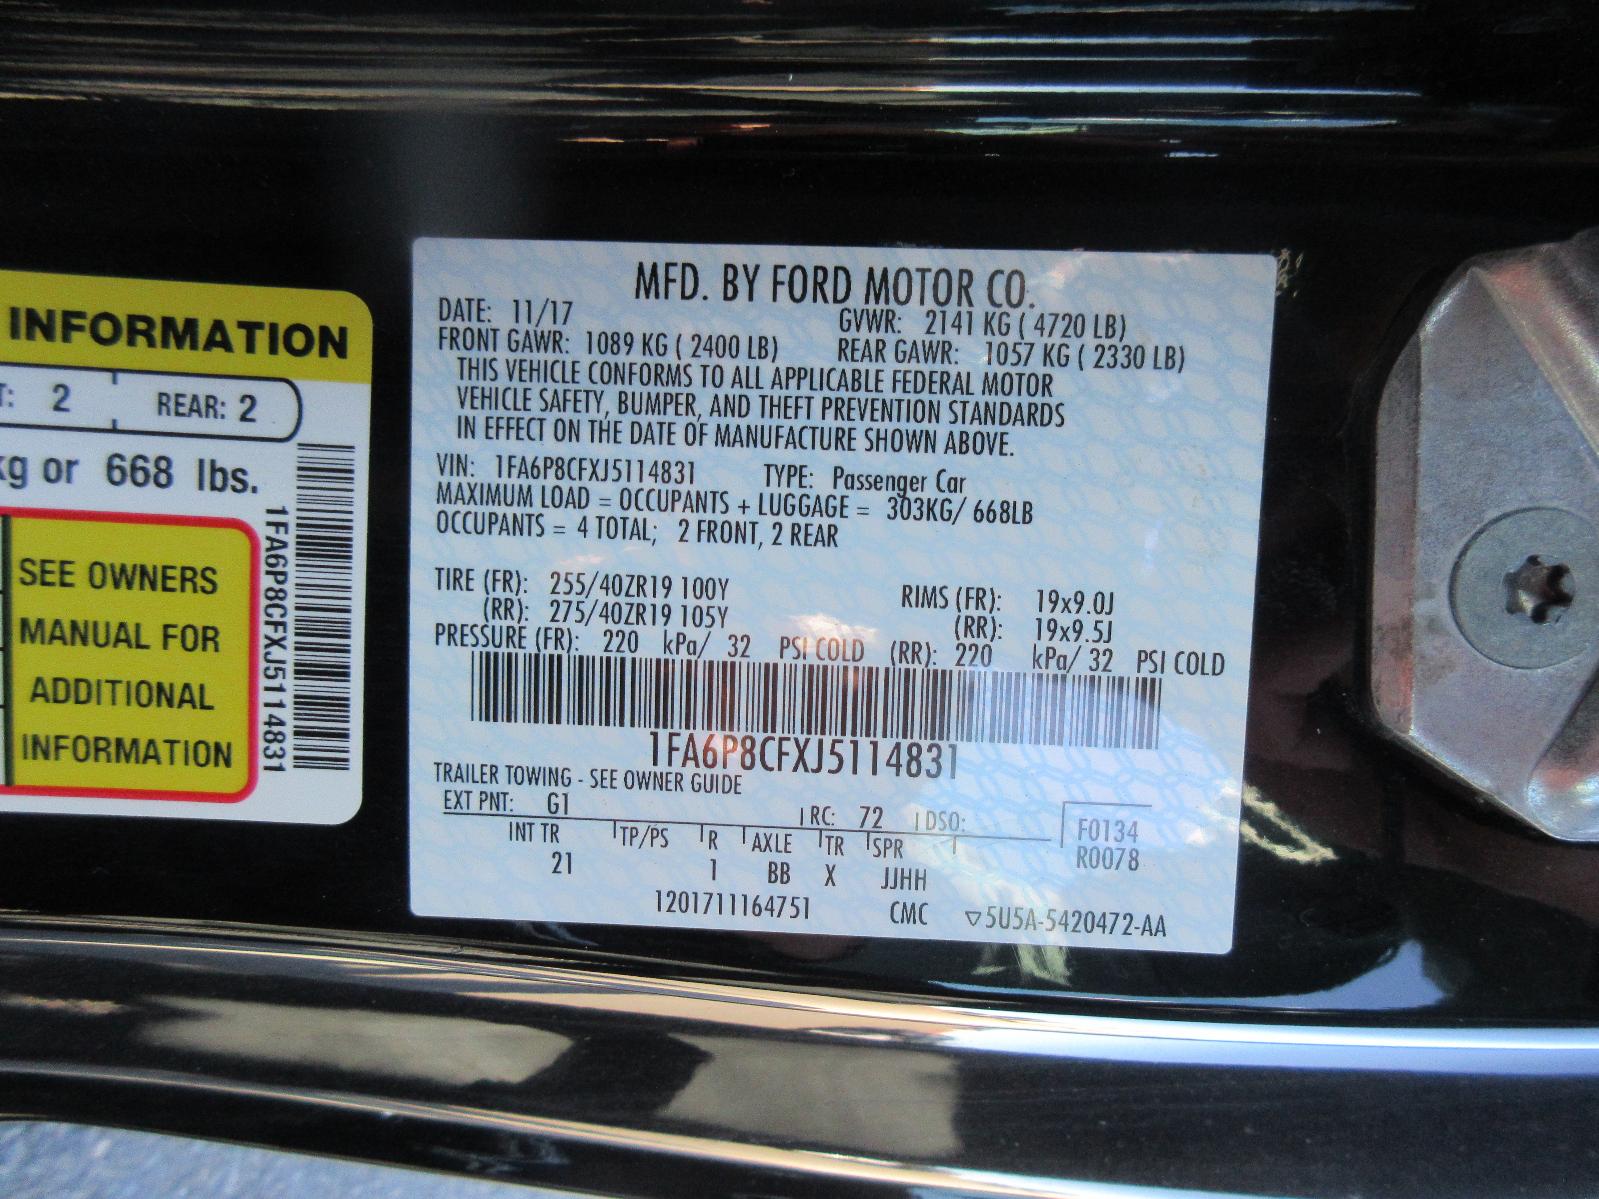 INFORMATION
T: 2 REAR: 2
kg or 668 lbs.
SEE OWNERS
MANUAL FOR
ADDITIONAL
INFORMATION
1FA6P8CFXJ5114831
MFD. BY FORD MOTOR CO.
DATE: 11/17 GVWR: 2141 KG ( 4720 LB)
FRONT GAWR: 1089 KG ( 2400 LB) REAR GAWR: 1057 KG ( 2330 LB)
THIS VEHICLE CONFORMS TO ALL APPLICABLE FEDERAL MOTOR
VEHICLE SAFETY, BUMPER, AND THEFT PREVENTION STANDARDS
IN EFFECT ON THE DATE OF MANUFACTURE SHOWN ABOVE.
VIN: 1FA6P8CFXJ5114831 TYPE: Passenger Car
MAXIMUM LOAD = OCCUPANTS + LUGGAGE = 303KG/ 668LB
OCCUPANTS = 4 TOTAL; 2 FRONT, 2 REAR
TIRE (FR): 255/40ZR19 100Y RIMS (FR): 19x9.0J
(RR): 275/40ZR19 105Y (RR): 19x9.5J
PRESSURE (FR): 220 kPa/ 32 PSI COLD (RR): 220 kPa/ 32 PSI COLD
1FA6P8CFXJ5114831
TRAILER TOWING - SEE OWNER GUIDE
EXT PNT: G1 RC: 72 DSO: F0134
INT TR TP/PS R AXLE TR SPR R0078
21 1 BB X JJHH
1201711164751 CMC ▽5U5A-5420472-AA